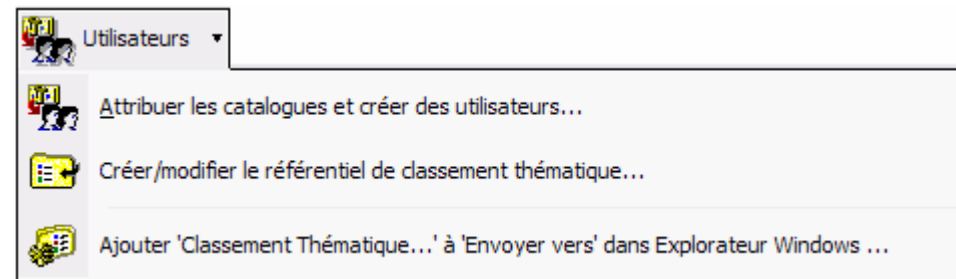 Utilisateurs
Attribuer les catalogues et créer des utilisateurs...
Créer/modifier le référentiel de classement thématique...
Ajouter 'Classement Thématique...' à 'Envoyer vers' dans Explorateur Windows ...